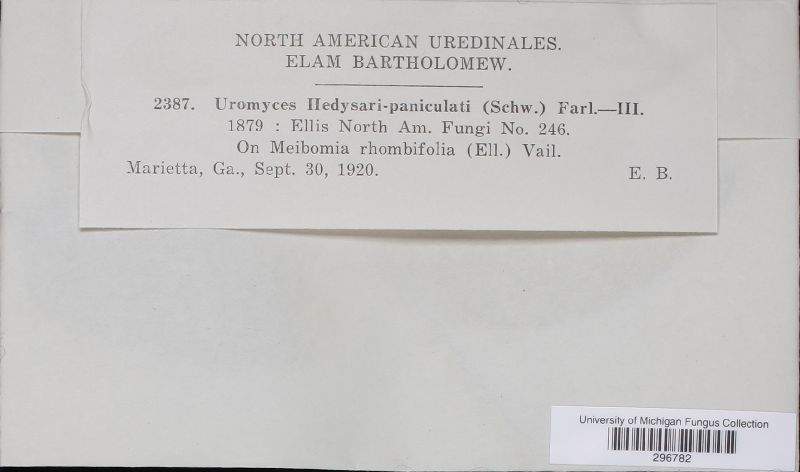 NORTH AMERICAN UREDINALES.
ELAM BARTHOLOMEW.
2387. Uromyces Hedysari-paniculati (Schw.) Farl.—III.
1879 : Ellis North Am. Fungi No. 246.
On Meibomia rhombifolia (Ell.) Vail.
Marietta, Ga., Sept. 30, 1920. E. B.
University of Michigan Fungus Collection
296782